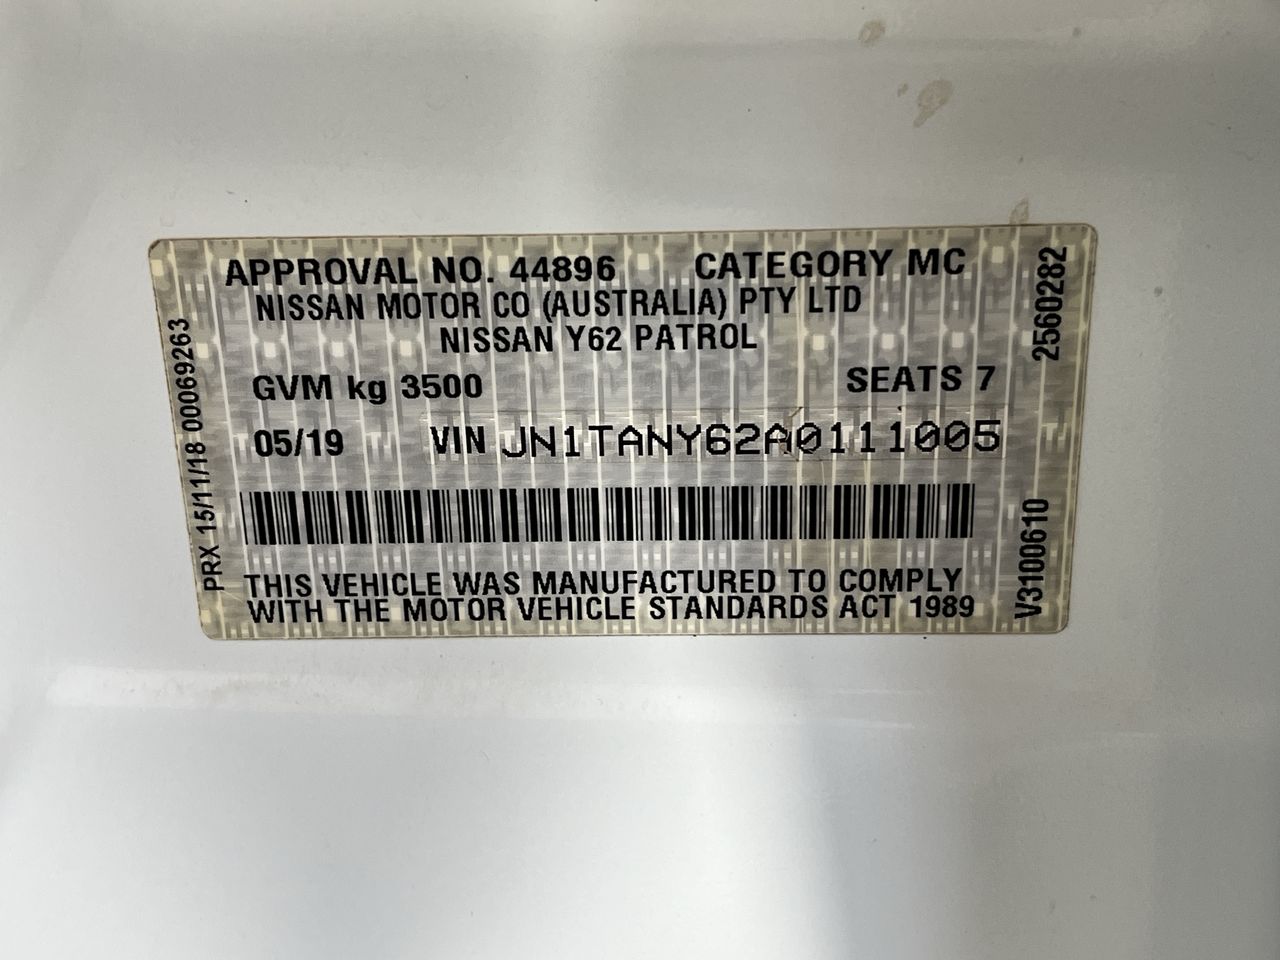 APPROVAL NO. 44896 CATEGORY MC
NISSAN MOTOR CO (AUSTRALIA) PTY LTD
NISSAN Y62 PATROL
GVM kg 3500 SEATS 7
05/19 VIN JN1TANY62A0111005
THIS VEHICLE WAS MANUFACTURED TO COMPLY
WITH THE MOTOR VEHICLE STANDARDS ACT 1989
PRX 15/11/18 00069263
2560282
V3100610